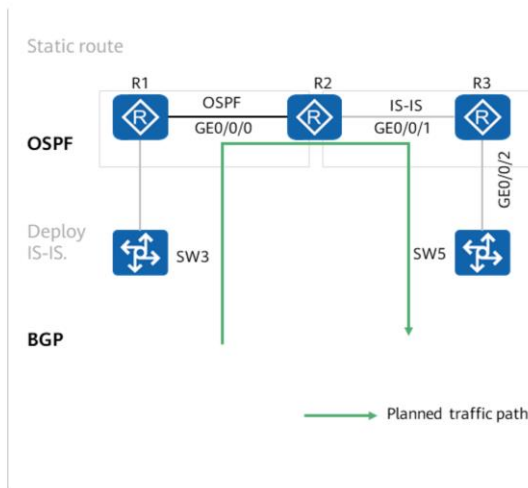 Static route
R1
R2
R3
OSPF
IS-IS
R
R
R
GE0/0/0
GE0/0/1
OSPF
GE0/0/2
Deploy
IS-IS.
SW3
SW5
BGP
Planned traffic path